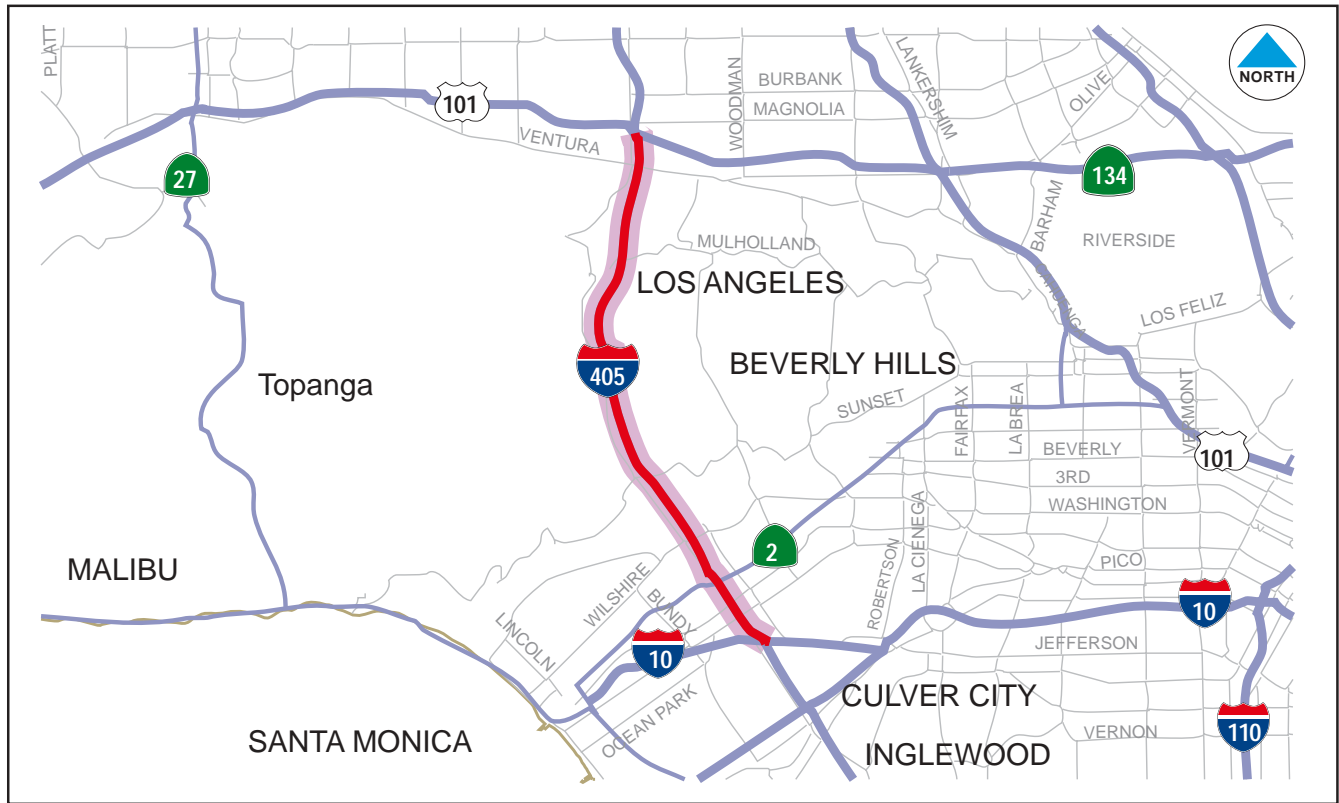 PLATT
LANKERSHIM
OLIVE
NORTH
WOODMAN
BURBANK
MAGNOLIA
101
VENTURA
27
134
BARHAM
RIVERSIDE
MULHOLLAND
LOS ANGELES
CAHUENGA
LOS FELIZ
405
BEVERLY HILLS
Topanga
SUNSET
FAIRFAX
LA BREA
VERMONT
BEVERLY
101
3RD
WASHINGTON
2
LA CIENEGA
PICO
MALIBU
WILSHIRE
BUNDY
ROBERTSON
10
LINCOLN
10
JEFFERSON
CULVER CITY
OCEAN PARK
SANTA MONICA
VERNON
110
INGLEWOOD